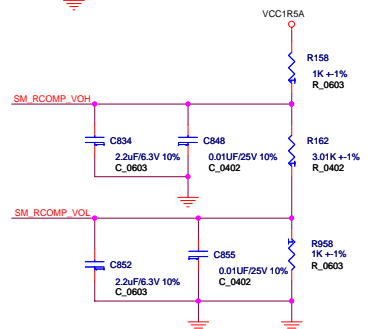 VCC1R5A
R158
1K +-1%
R_0603
SM_RCOMP_VOH
C834
2.2uF/6.3V 10%
C_0603
C848
0.01UF/25V 10%
C_0402
R162
3.01K +-1%
R_0402
SM_RCOMP_VOL
C852
2.2uF/6.3V 10%
C_0603
C855
0.01UF/25V 10%
C_0402
R958
1K +-1%
R_0603